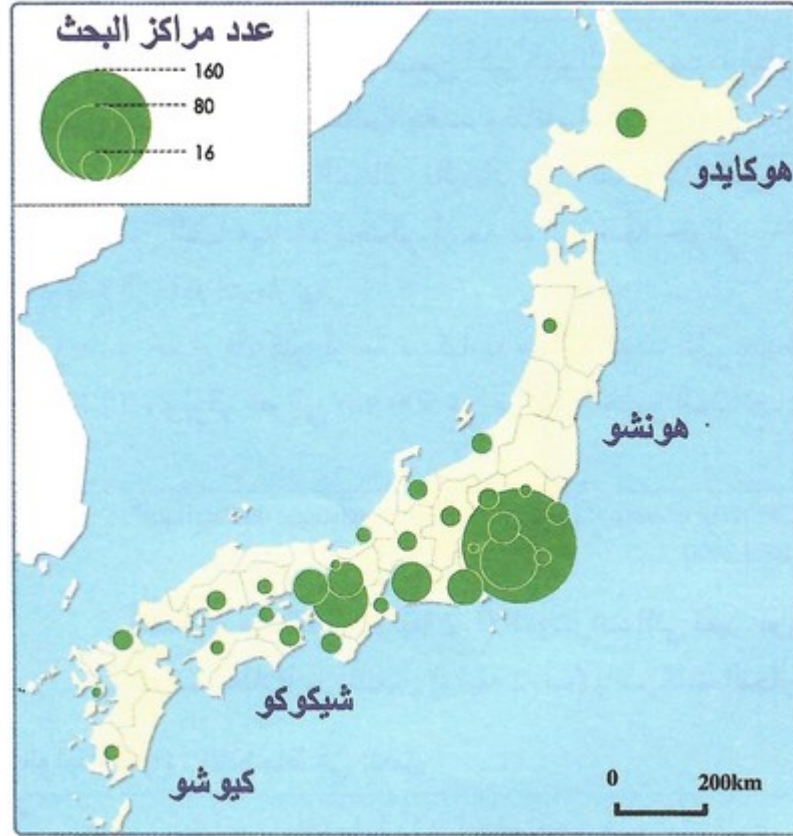 عدد مراكز البحث
160
80
16
هوكايدو
هونشو
شيكوكو
كيوشو
0 200km